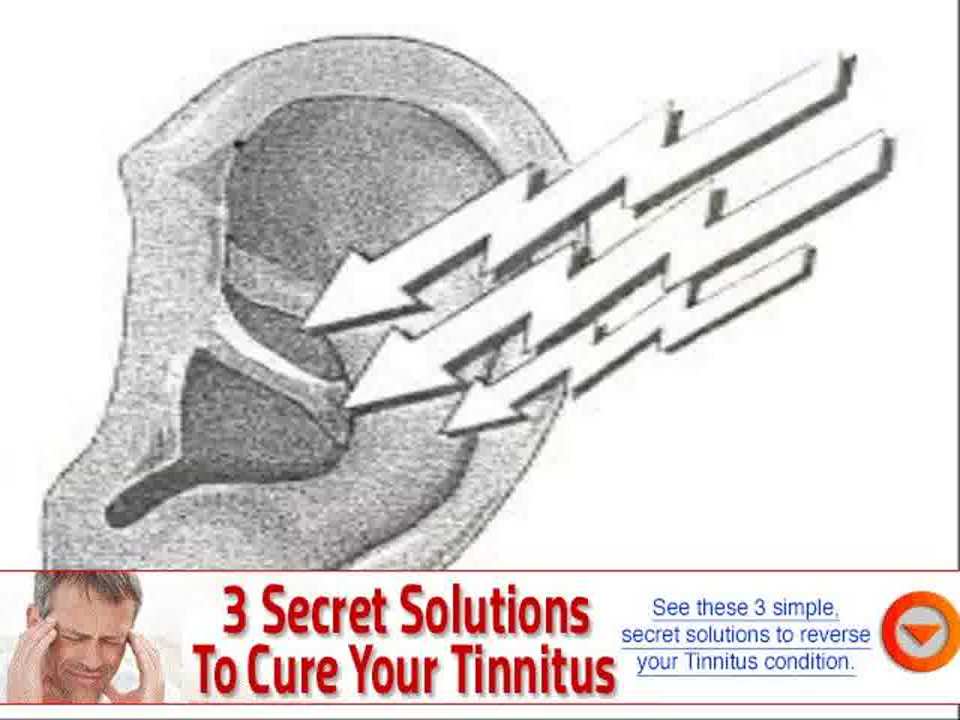 3 Secret Solutions
To Cure Your Tinnitus
See these 3 simple,
secret solutions to reverse
your Tinnitus condition.